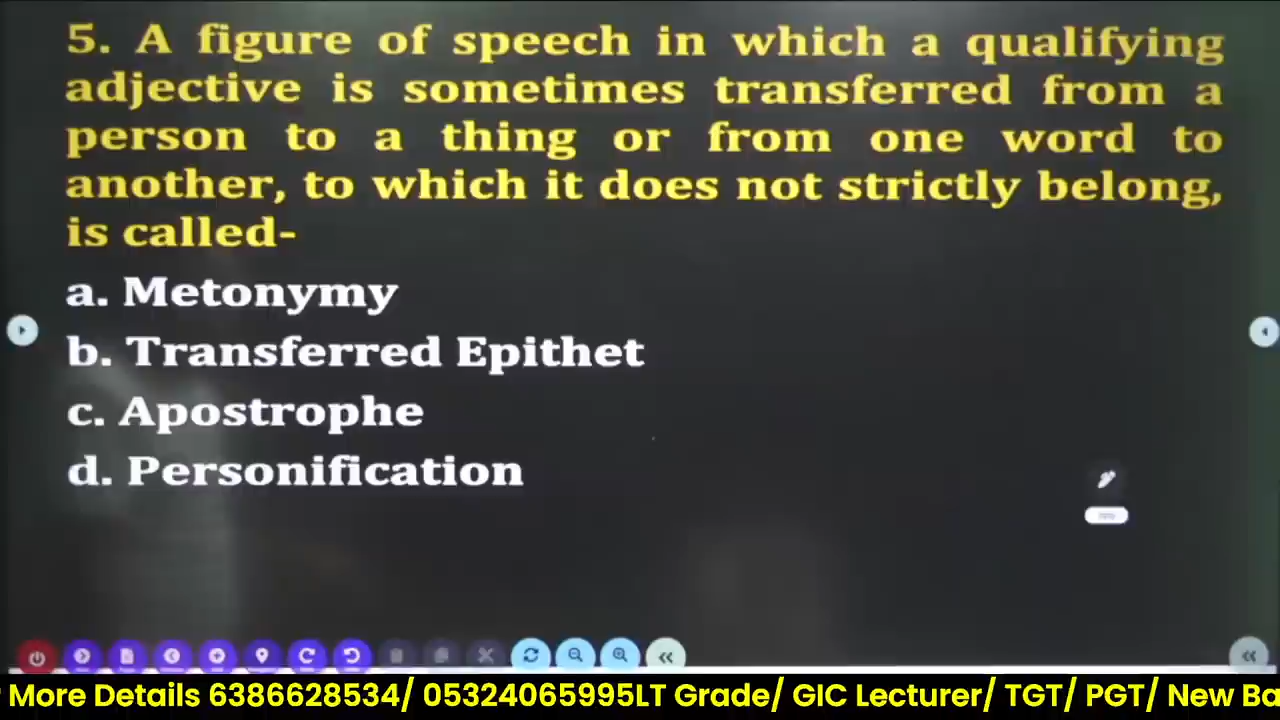 5. A figure of speech in which a qualifying
adjective is sometimes transferred from a
person to a thing or from one word to
another, to which it does not strictly belong,
is called-
a. Metonymy
b. Transferred Epithet
c. Apostrophe
d. Personification
More Details 6386628534/ 05324065995LT Grade/ GIC Lecturer/ TGT/ PGT/ New Ba